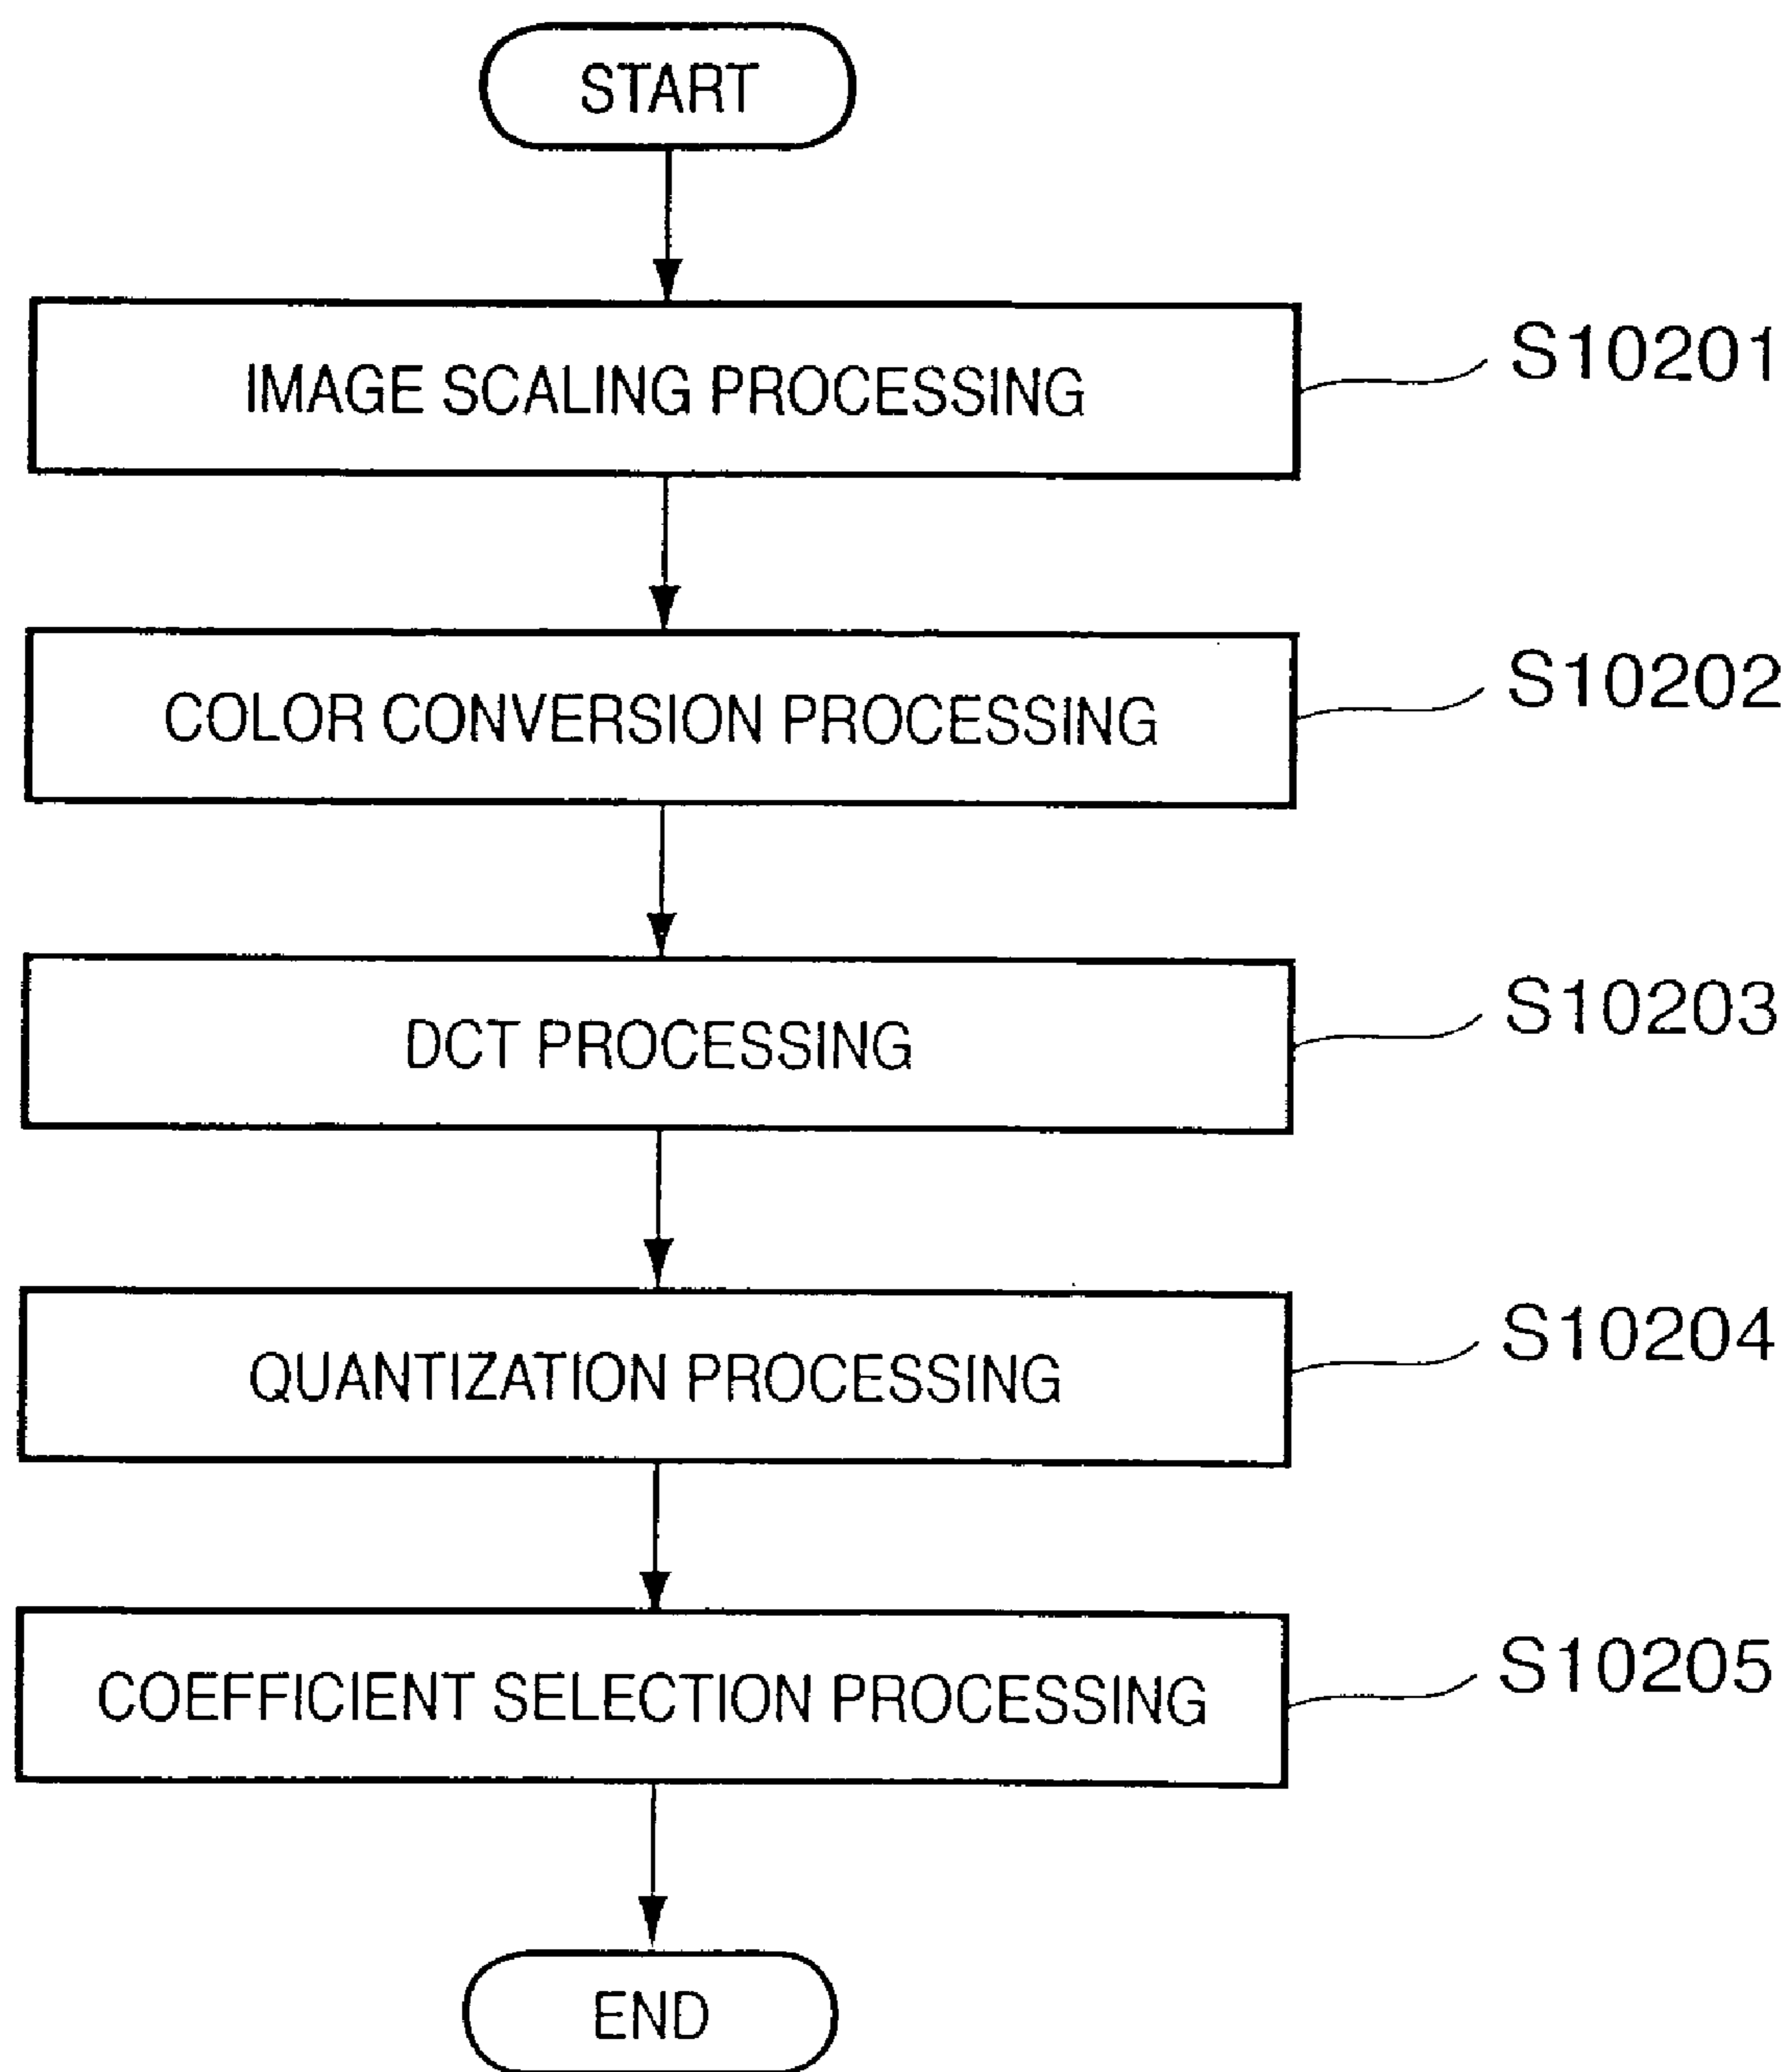 START
IMAGE SCALING PROCESSING
S10201
COLOR CONVERSION PROCESSING
S10202
DCT PROCESSING
S10203
QUANTIZATION PROCESSING
S10204
COEFFICIENT SELECTION PROCESSING
S10205
END